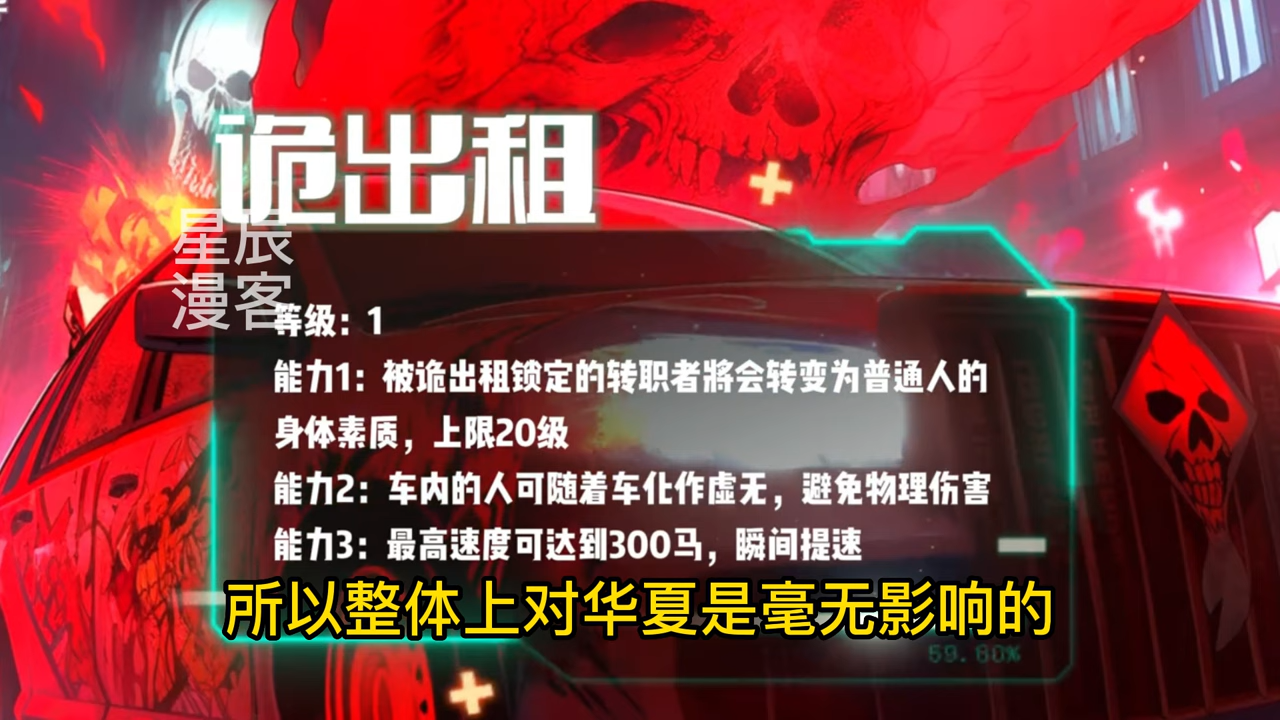 诡出租
星辰
漫客
等级：1
能力1：被诡出租锁定的转职者將会转变为普通人的
身体素质，上限20级
能力2：车内的人可随着车化作虚无，避免物理伤害
能力3：最高速度可达到300马，瞬间提速
所以整体上对华夏是毫无影响的
59.60%